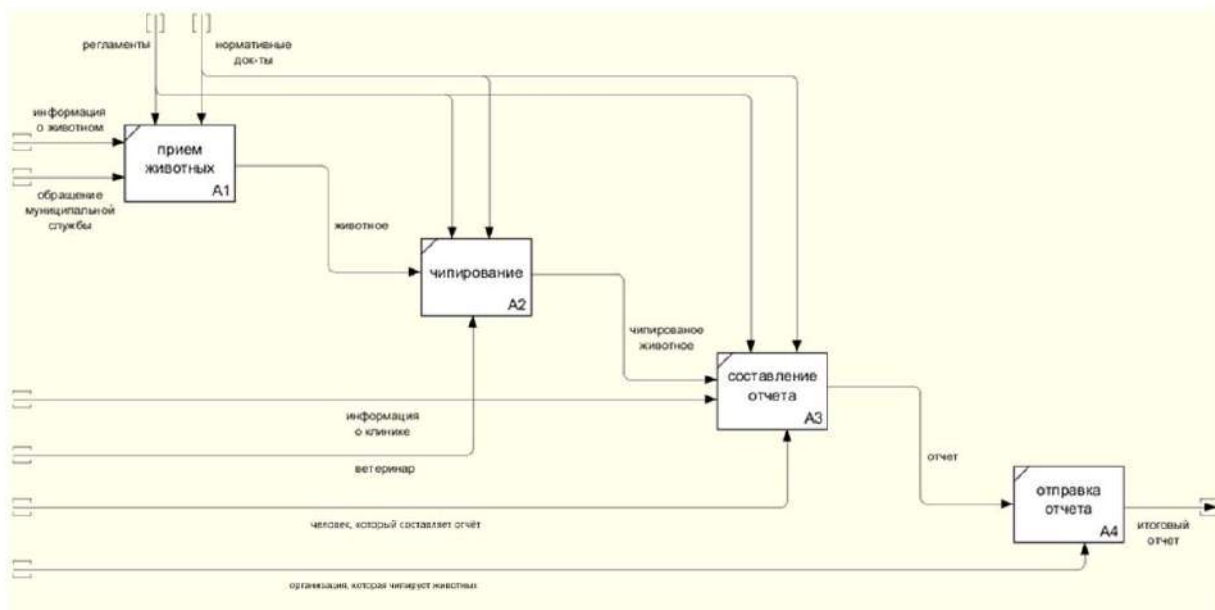 регламенты
нормативные
док-ты
информация
о животном
прием
животных
A1
обращение
муниципальной
службы
животное
чипирование
A2
чипированое
животное
составление
отчета
A3
информация
о клинике
ветеринар
отчет
человек, который составляет отчёт
отправка
отчета
A4
итоговый
отчет
организация, которая чипирует животных